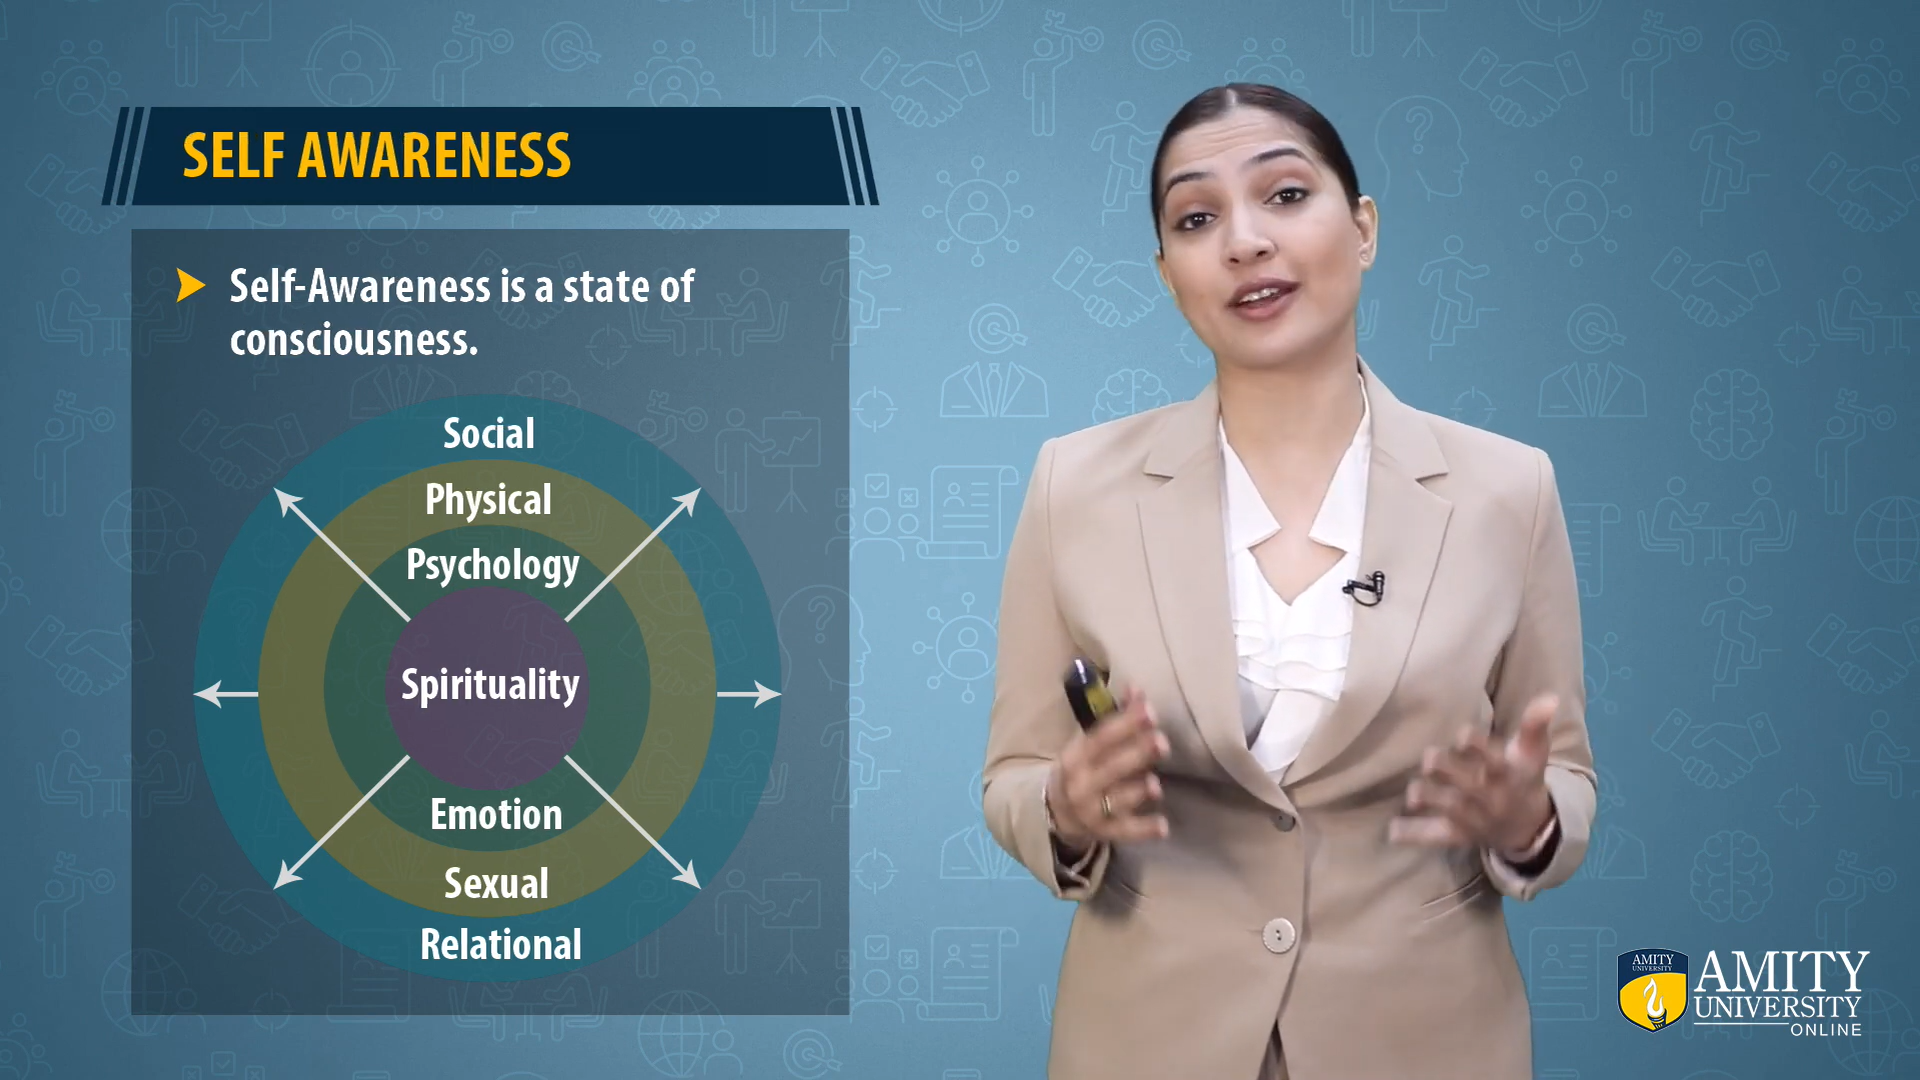 SELF AWARENESS
Self-Awareness is a state of
consciousness.
Social
Physical
Psychology
Spirituality
Emotion
Sexual
Relational
AMITY
UNIVERSITY
AMITY
UNIVERSITY
ONLINE